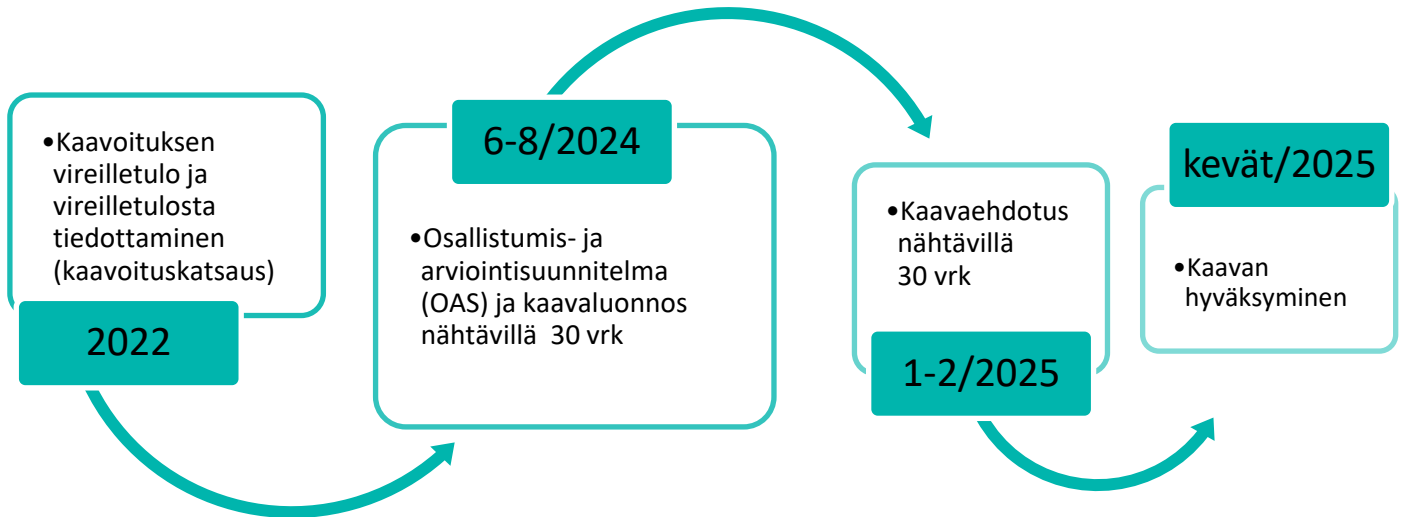 •Kaavoituksen
vireilletulo ja
vireilletulosta
tiedottaminen
(kaavoituskatsaus)
2022
6-8/2024
•Osallistumis- ja
arviointisuunnitelma
(OAS) ja kaavaluonnos
nähtävillä 30 vrk
•Kaavaehdotus
nähtävillä
30 vrk
1-2/2025
kevät/2025
•Kaavan
hyväksyminen